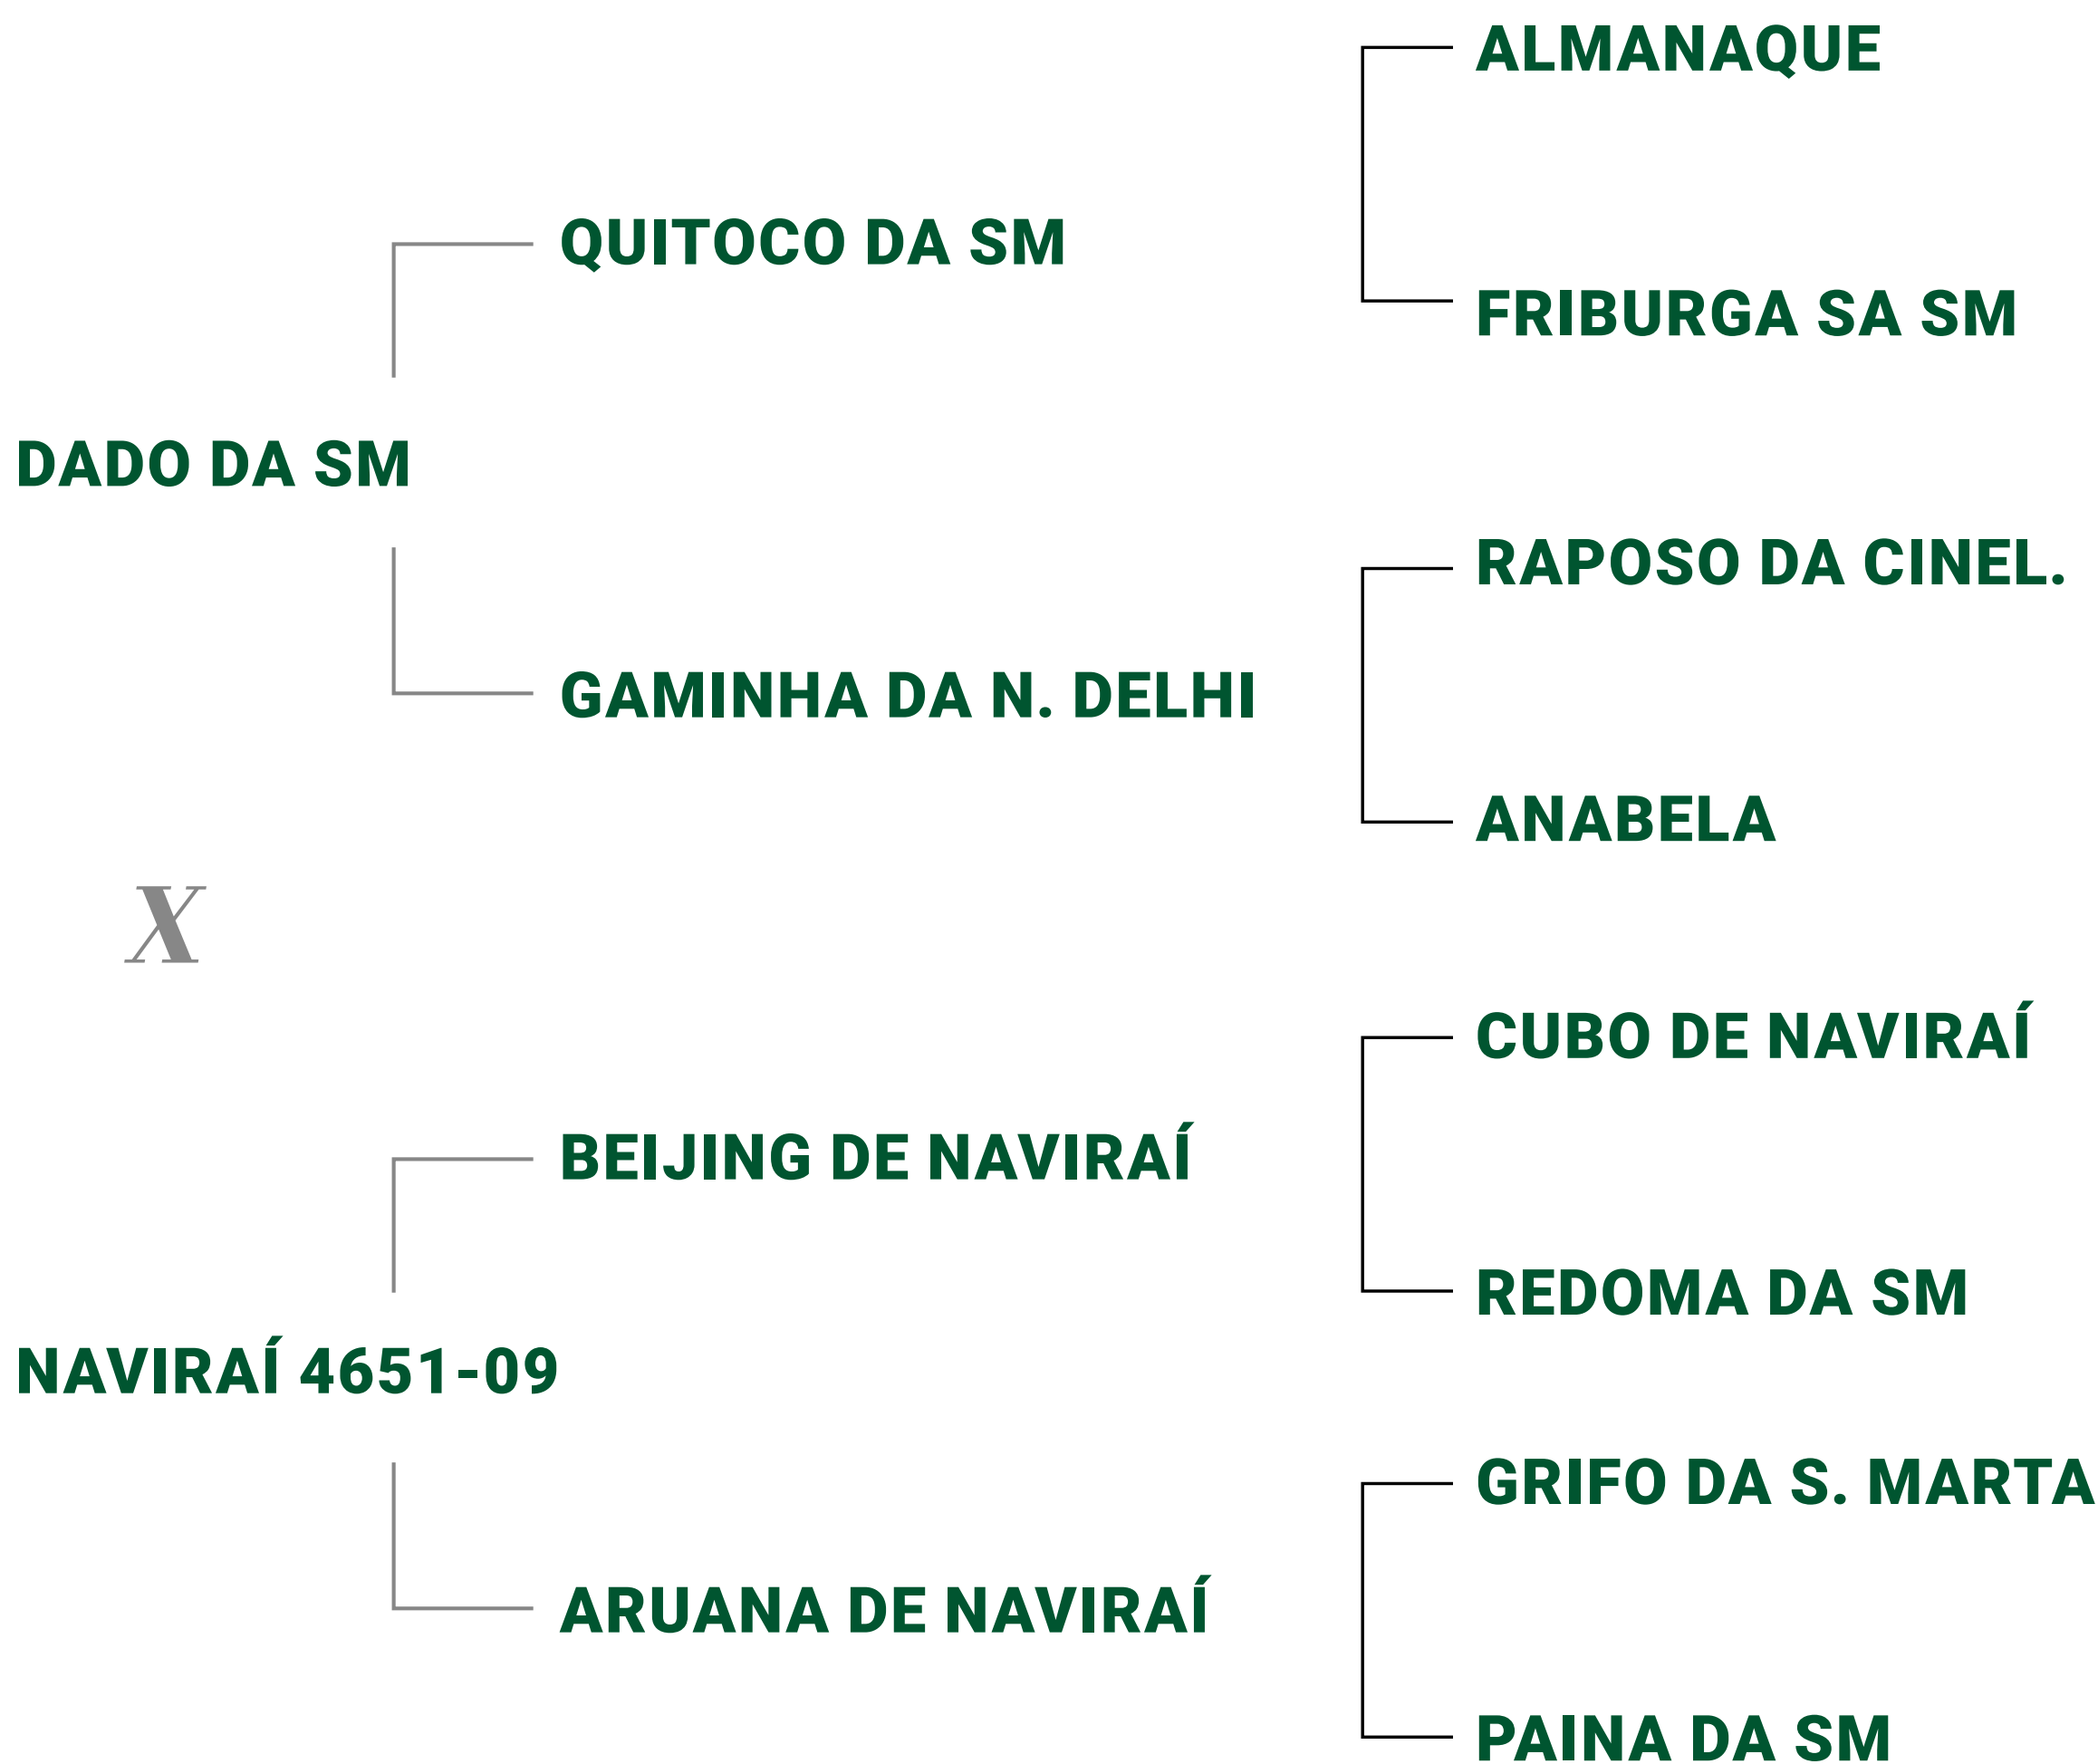 ALMANAQUE
QUITOCO DA SM
FRIBURGA SA SM
DADO DA SM
RAPOSO DA CINEL.
GAMINHA DA N. DELHI
ANABELA
X
CUBO DE NAVIRAÍ
BEIJING DE NAVIRAÍ
REDOMA DA SM
NAVIRAÍ 4651-09
GRIFO DA S. MARTA
ARUANA DE NAVIRAÍ
PAINA DA SM